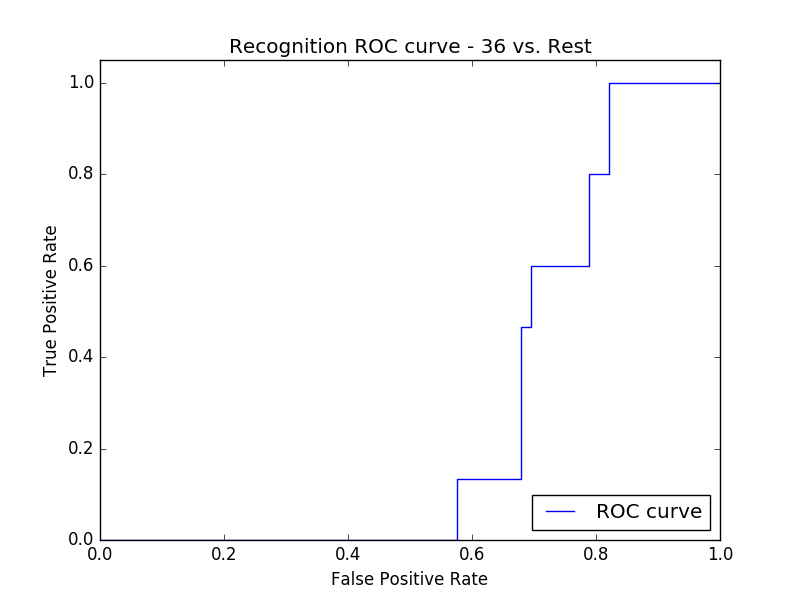 Recognition ROC curve - 36 vs. Rest
1.0
0.8
0.6
0.4
0.2
0.0
True Positive Rate
ROC curve
0.0 0.2 0.4 0.6 0.8 1.0
False Positive Rate